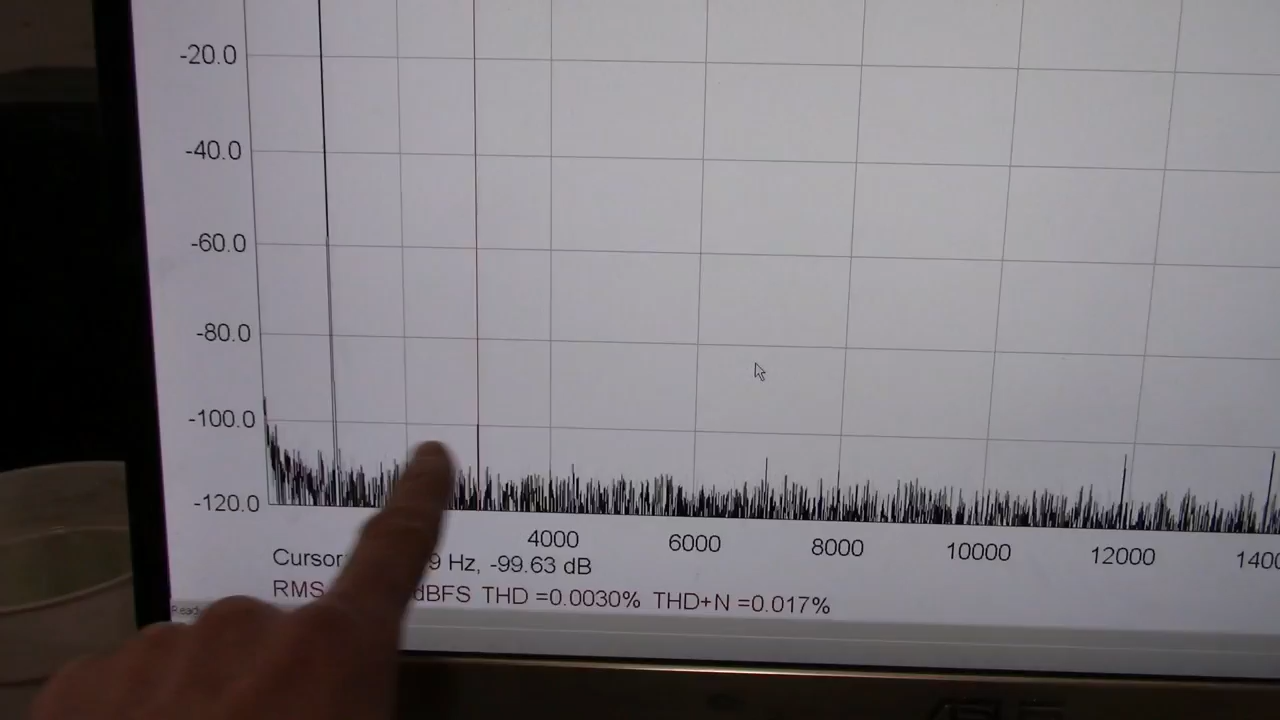 -20.0
-40.0
-60.0
-80.0
-100.0
-120.0
4000 6000 8000 10000 12000
Cursor 9 Hz, -99.63 dB
RMS dBFS THD =0.0030% THD+N =0.017%